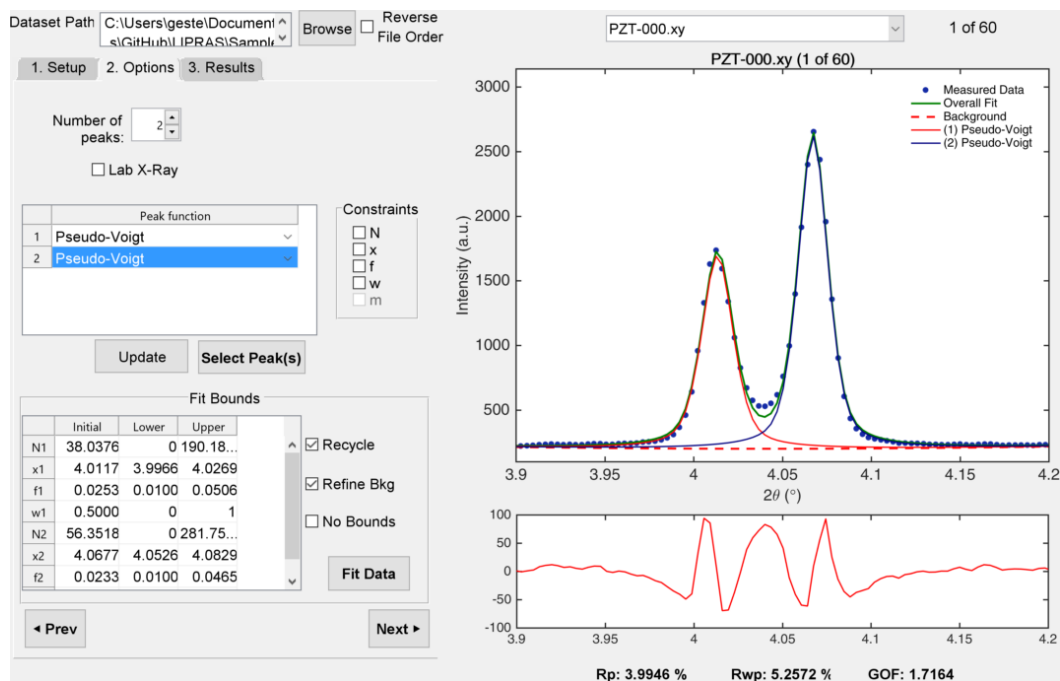 Dataset Path
C:\Users\geste\Document
s\GitHub\LIPRAS\Sample
Browse
Reverse
File Order
PZT-000.xy
1 of 60
1. Setup
2. Options
3. Results
Number of
peaks:
2
Lab X-Ray
Peak function
1 Pseudo-Voigt
2 Pseudo-Voigt
Constraints
N
x
f
w
m
Update
Select Peak(s)
Fit Bounds
Initial Lower Upper
N1 38.0376 0 190.18...
x1 4.0117 3.9966 4.0269
f1 0.0253 0.0100 0.0506
w1 0.5000 0 1
N2 56.3518 0 281.75...
x2 4.0677 4.0526 4.0829
f2 0.0233 0.0100 0.0465
Recycle
Refine Bkg
No Bounds
Fit Data
Prev
Next
PZT-000.xy (1 of 60)
Measured Data
Overall Fit
Background
(1) Pseudo-Voigt
(2) Pseudo-Voigt
Intensity (a.u.)
3000
2500
2000
1500
1000
500
3.9 3.95 4 4.05 4.1 4.15 4.2
2θ (°)
100
50
0
-50
-100
3.9 3.95 4 4.05 4.1 4.15 4.2
Rp: 3.9946 % Rwp: 5.2572 % GOF: 1.7164